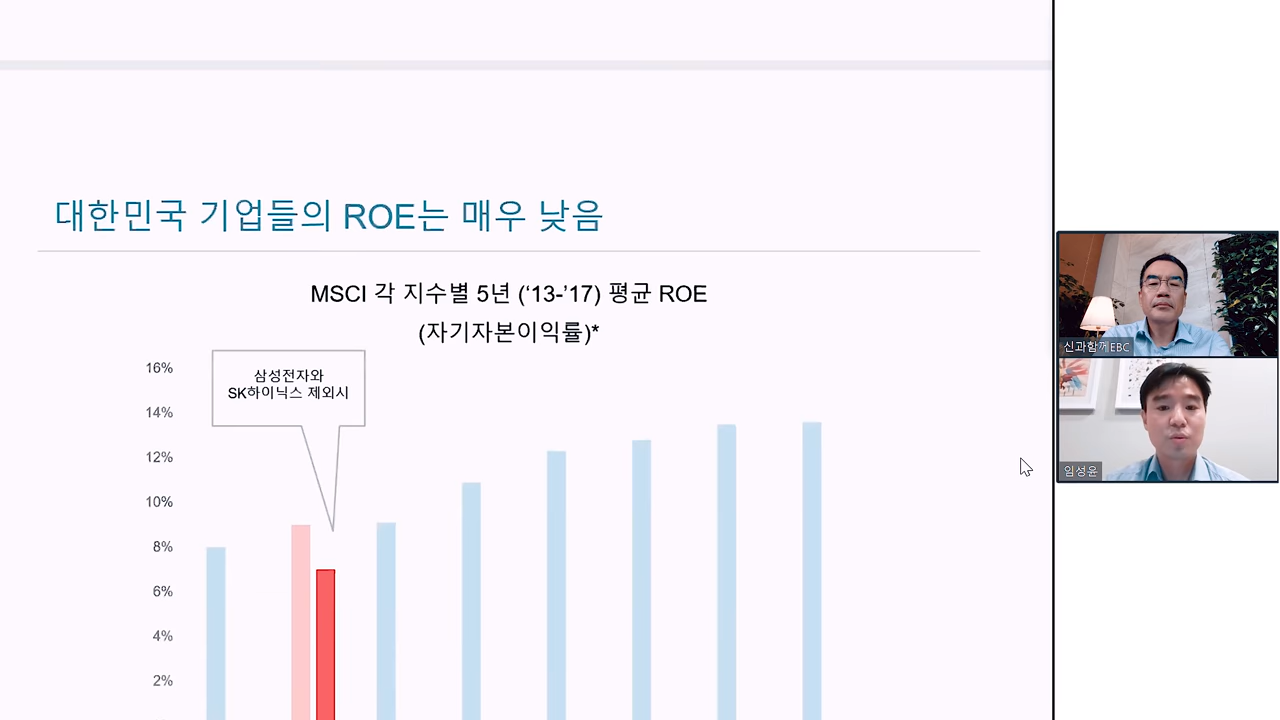 대한민국 기업들의 ROE는 매우 낮음
MSCI 각 지수별 5년 (‘13-’17) 평균 ROE
(자기자본이익률)*
삼성전자와
SK하이닉스 제외시
16%
14%
12%
10%
8%
6%
4%
2%
신과함께EBC
임성윤